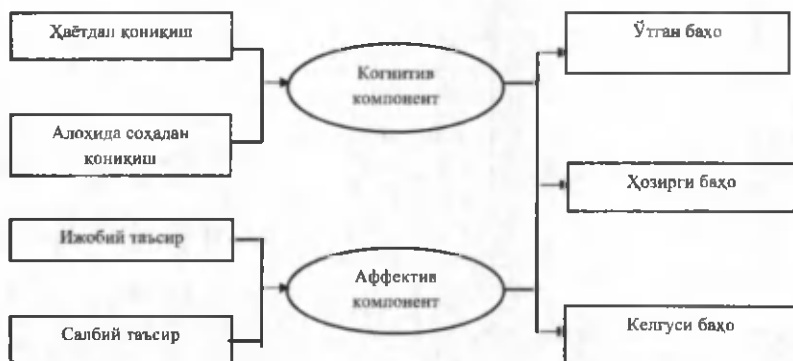 Ҳаётдан қониқиш
Алоҳида соҳадан
қониқиш
Ижобий таъсир
Салбий таъсир
Когнитив
компонент
Аффектив
компонент
Ўтган баҳо
Ҳозирги баҳо
Келгуси баҳо